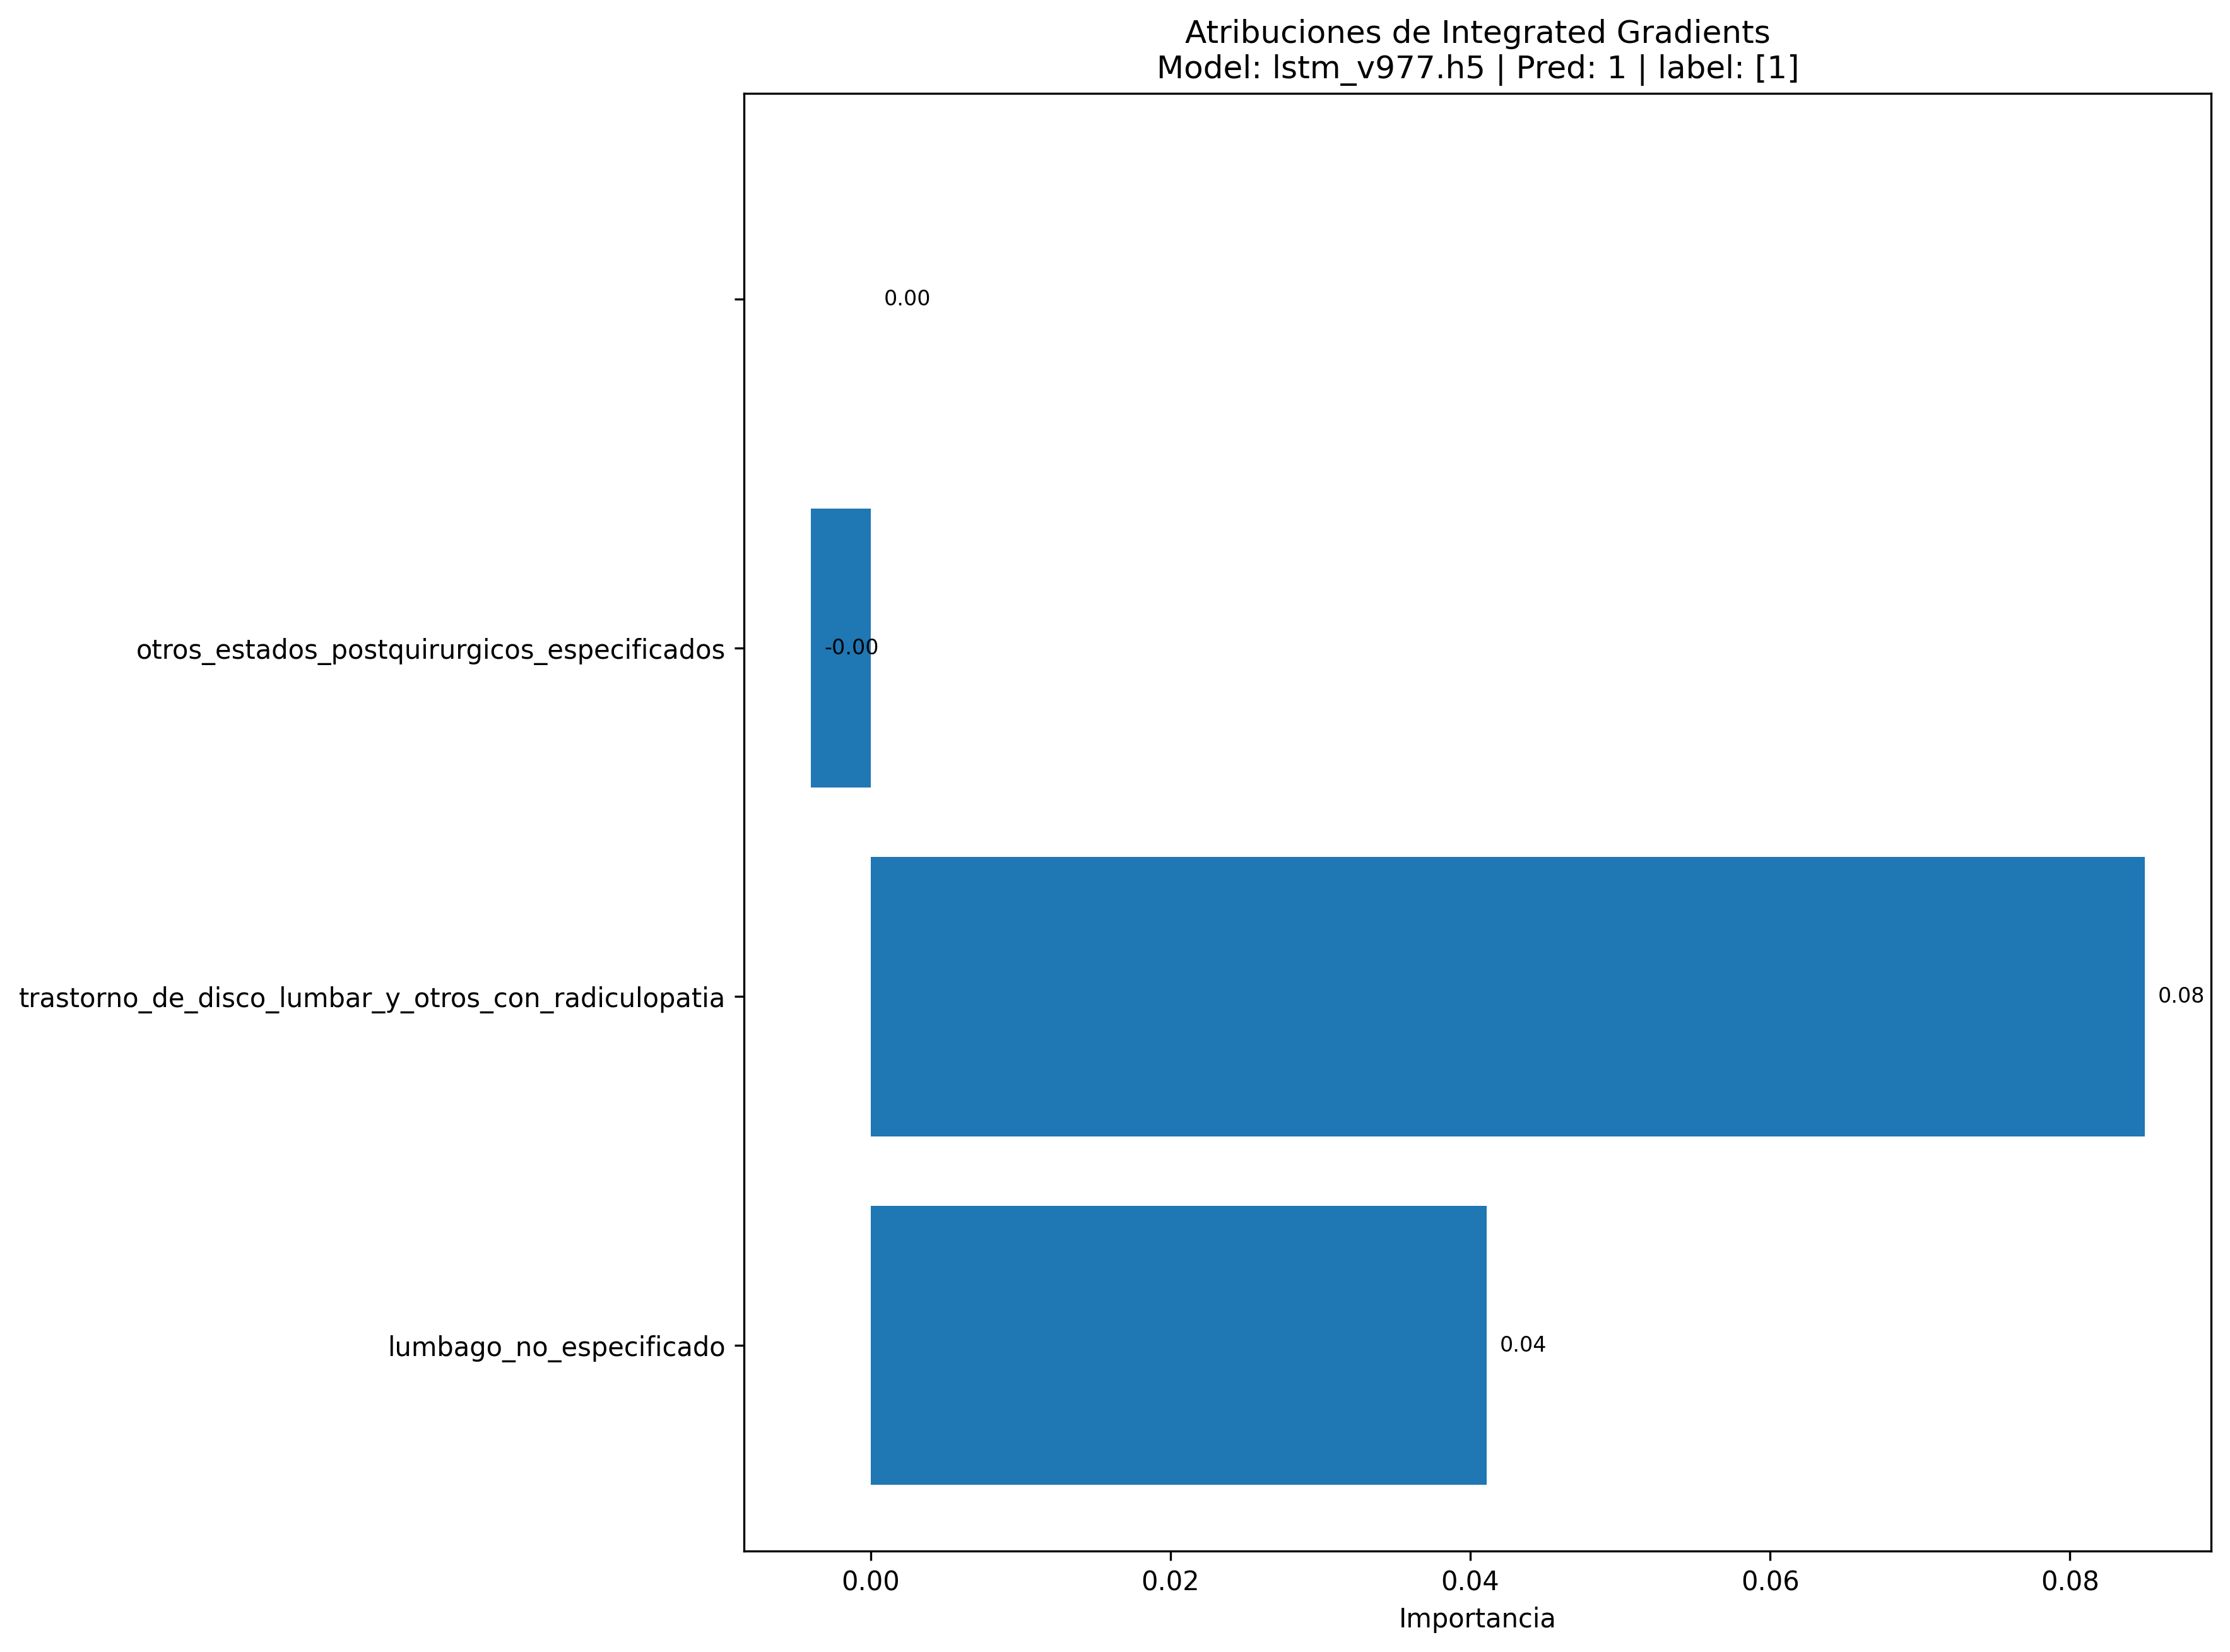 Atribuciones de Integrated Gradients
Model: lstm_v977.h5 | Pred: 1 | label: [1]
0.00
otros_estados_postquirurgicos_especificados
-0.00
trastorno_de_disco_lumbar_y_otros_con_radiculopatia
0.08
lumbago_no_especificado
0.04
0.00 0.02 0.04 0.06 0.08
Importancia